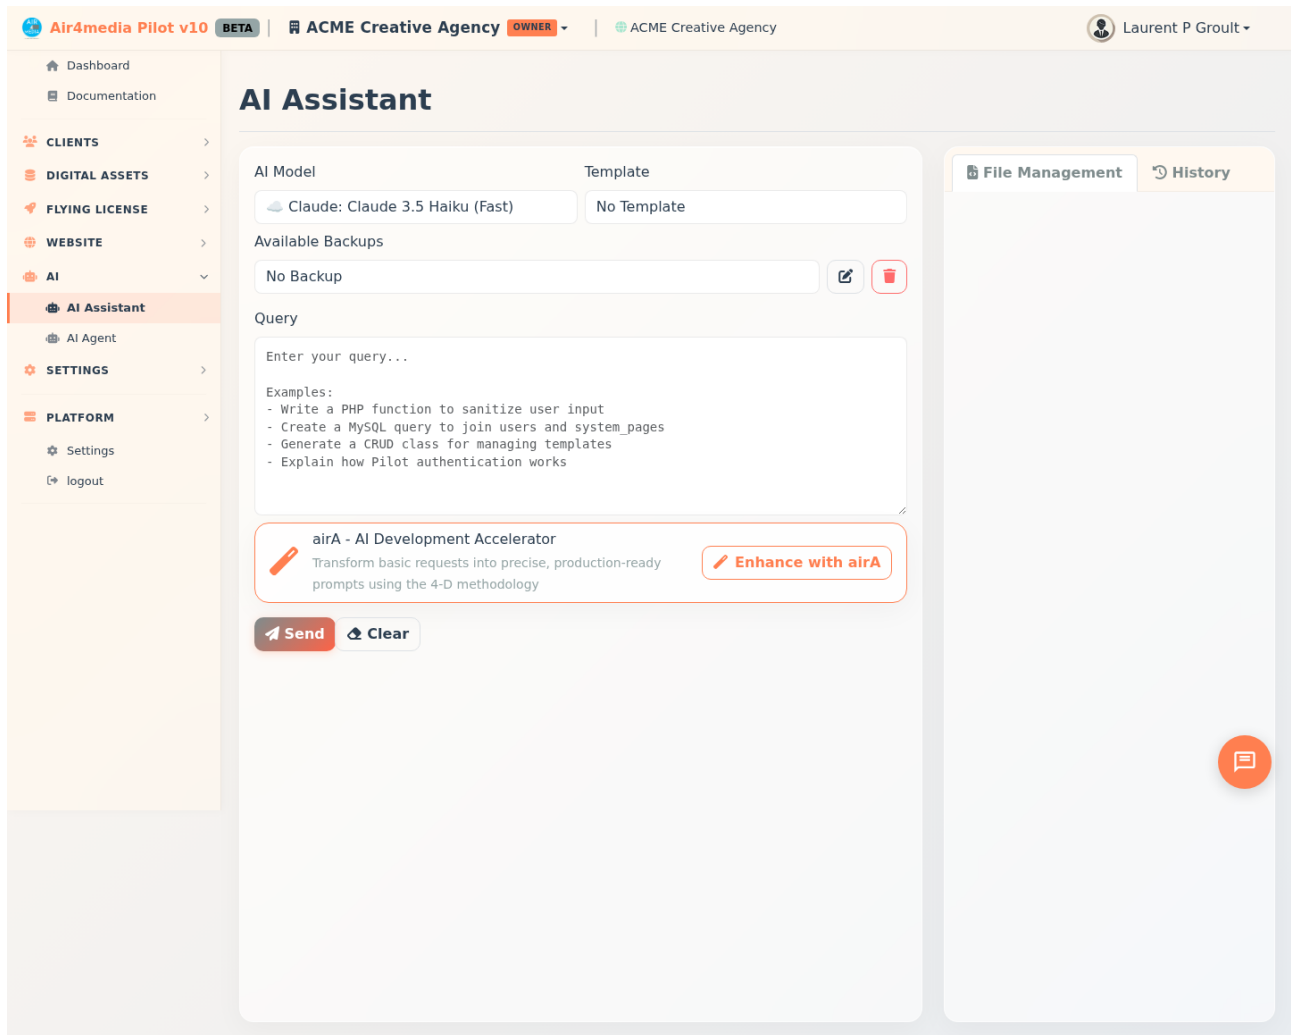 Air4media Pilot v10 BETA | ACME Creative Agency OWNER | ACME Creative Agency Laurent P Groult
Dashboard
Documentation
CLIENTS
DIGITAL ASSETS
FLYING LICENSE
WEBSITE
AI
AI Assistant
AI Agent
SETTINGS
PLATFORM
Settings
logout
AI Assistant
AI Model Template
Claude: Claude 3.5 Haiku (Fast) No Template
Available Backups
No Backup
Query
Enter your query...
Examples:
- Write a PHP function to sanitize user input
- Create a MySQL query to join users and system_pages
- Generate a CRUD class for managing templates
- Explain how Pilot authentication works
airA - AI Development Accelerator
Transform basic requests into precise, production-ready
prompts using the 4-D methodology
Enhance with airA
Send Clear
File Management History